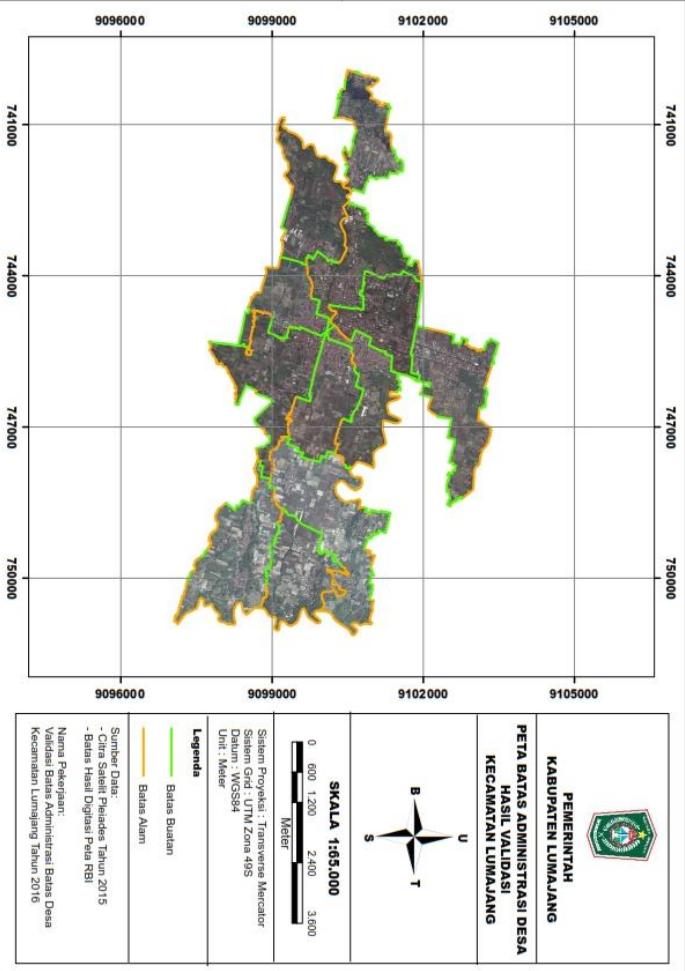 741000
744000
747000
750000
9105000
9105000
9102000
9102000
9099000
9099000
9096000
9096000
741000
744000
747000
750000
PEMERINTAH
KABUPATEN LUMAJANG
PETA BATAS ADMINISTRASI DESA
HASIL VALIDASI
KECAMATAN LUMAJANG
U
B
T
S
SKALA 1:65,000
0 600 1.200 2.400 3.600
Meter
Sistem Proyeksi : Transverse Mercator
Sistem Grid : UTM Zona 49S
Datum : WGS84
Unit : Meter
Legenda
Batas Buatan
Batas Alam
Sumber Data:
- Citra Satelit Pleiades Tahun 2015
- Batas Hasil Digitasi Peta RBI
Nama Pekerjaan:
Validasi Batas Administrasi Batas Desa
Kecamatan Lumajang Tahun 2016